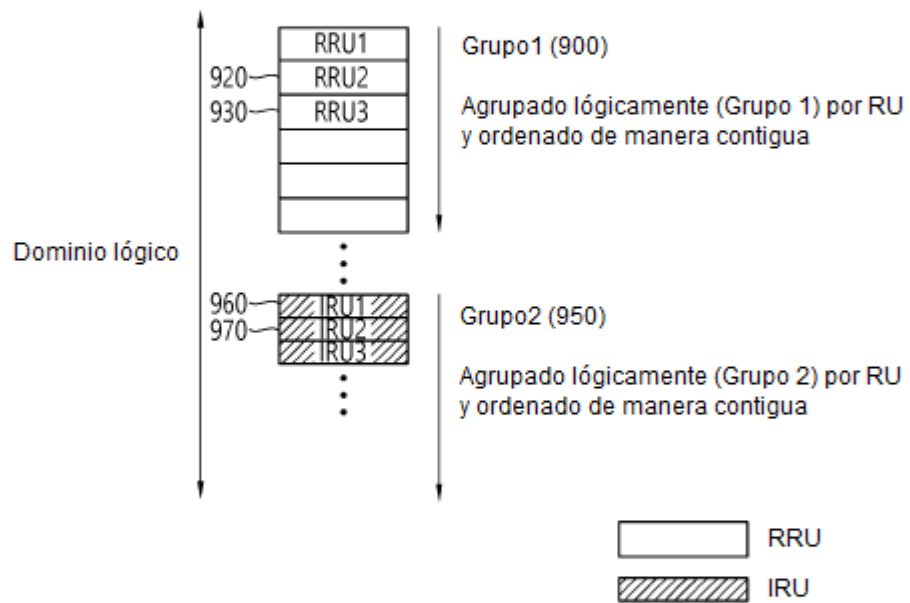 RRU1
Grupo1 (900)
920
RRU2
930
RRU3
Agrupado lógicamente (Grupo 1) por RU
y ordenado de manera contigua
Dominio lógico
960
IRU1
970
IRU2
IRU3
Grupo2 (950)
Agrupado lógicamente (Grupo 2) por RU
y ordenado de manera contigua
RRU
IRU